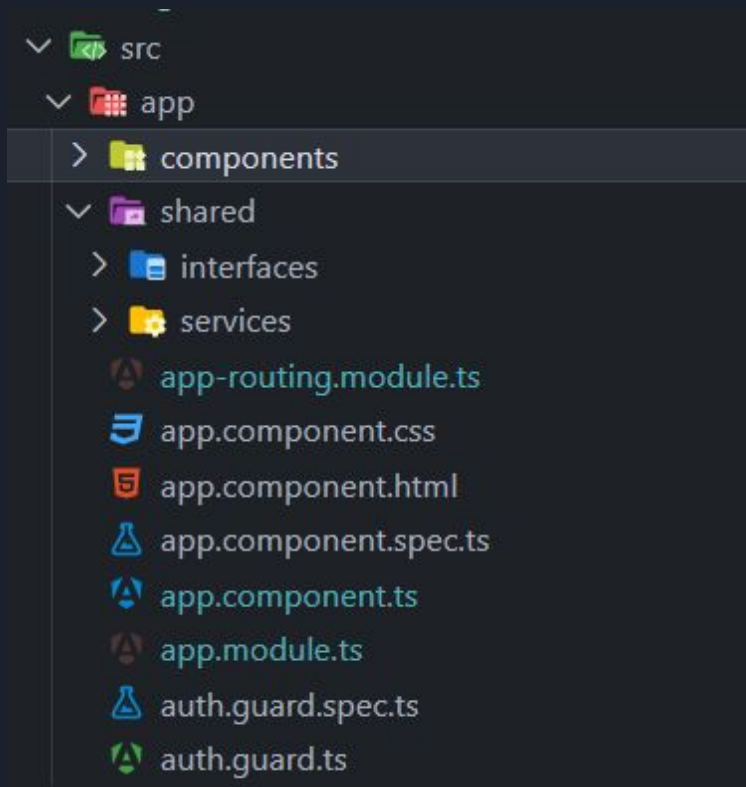 src
app
components
shared
interfaces
services
app-routing.module.ts
app.component.css
app.component.html
app.component.spec.ts
app.component.ts
app.module.ts
auth.guard.spec.ts
auth.guard.ts